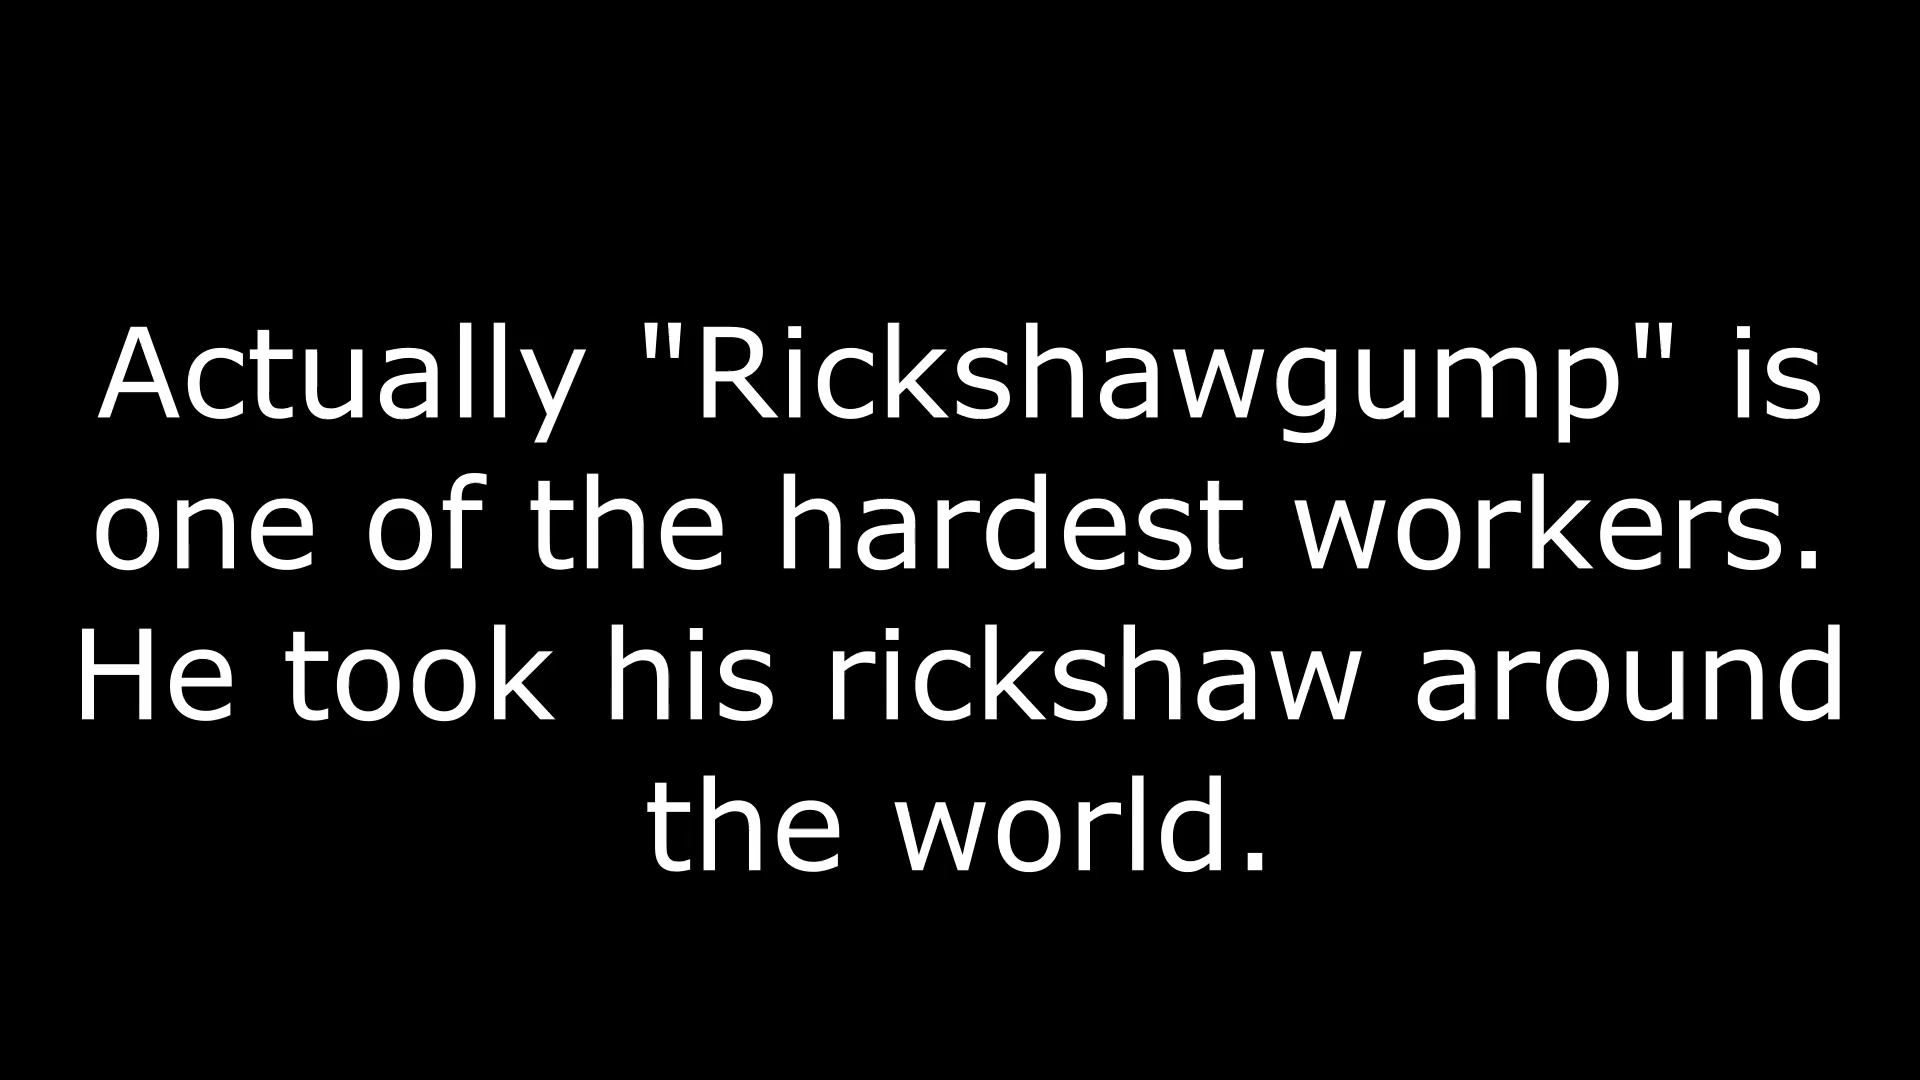 Actually "Rickshawgump" is
one of the hardest workers.
He took his rickshaw around
the world.